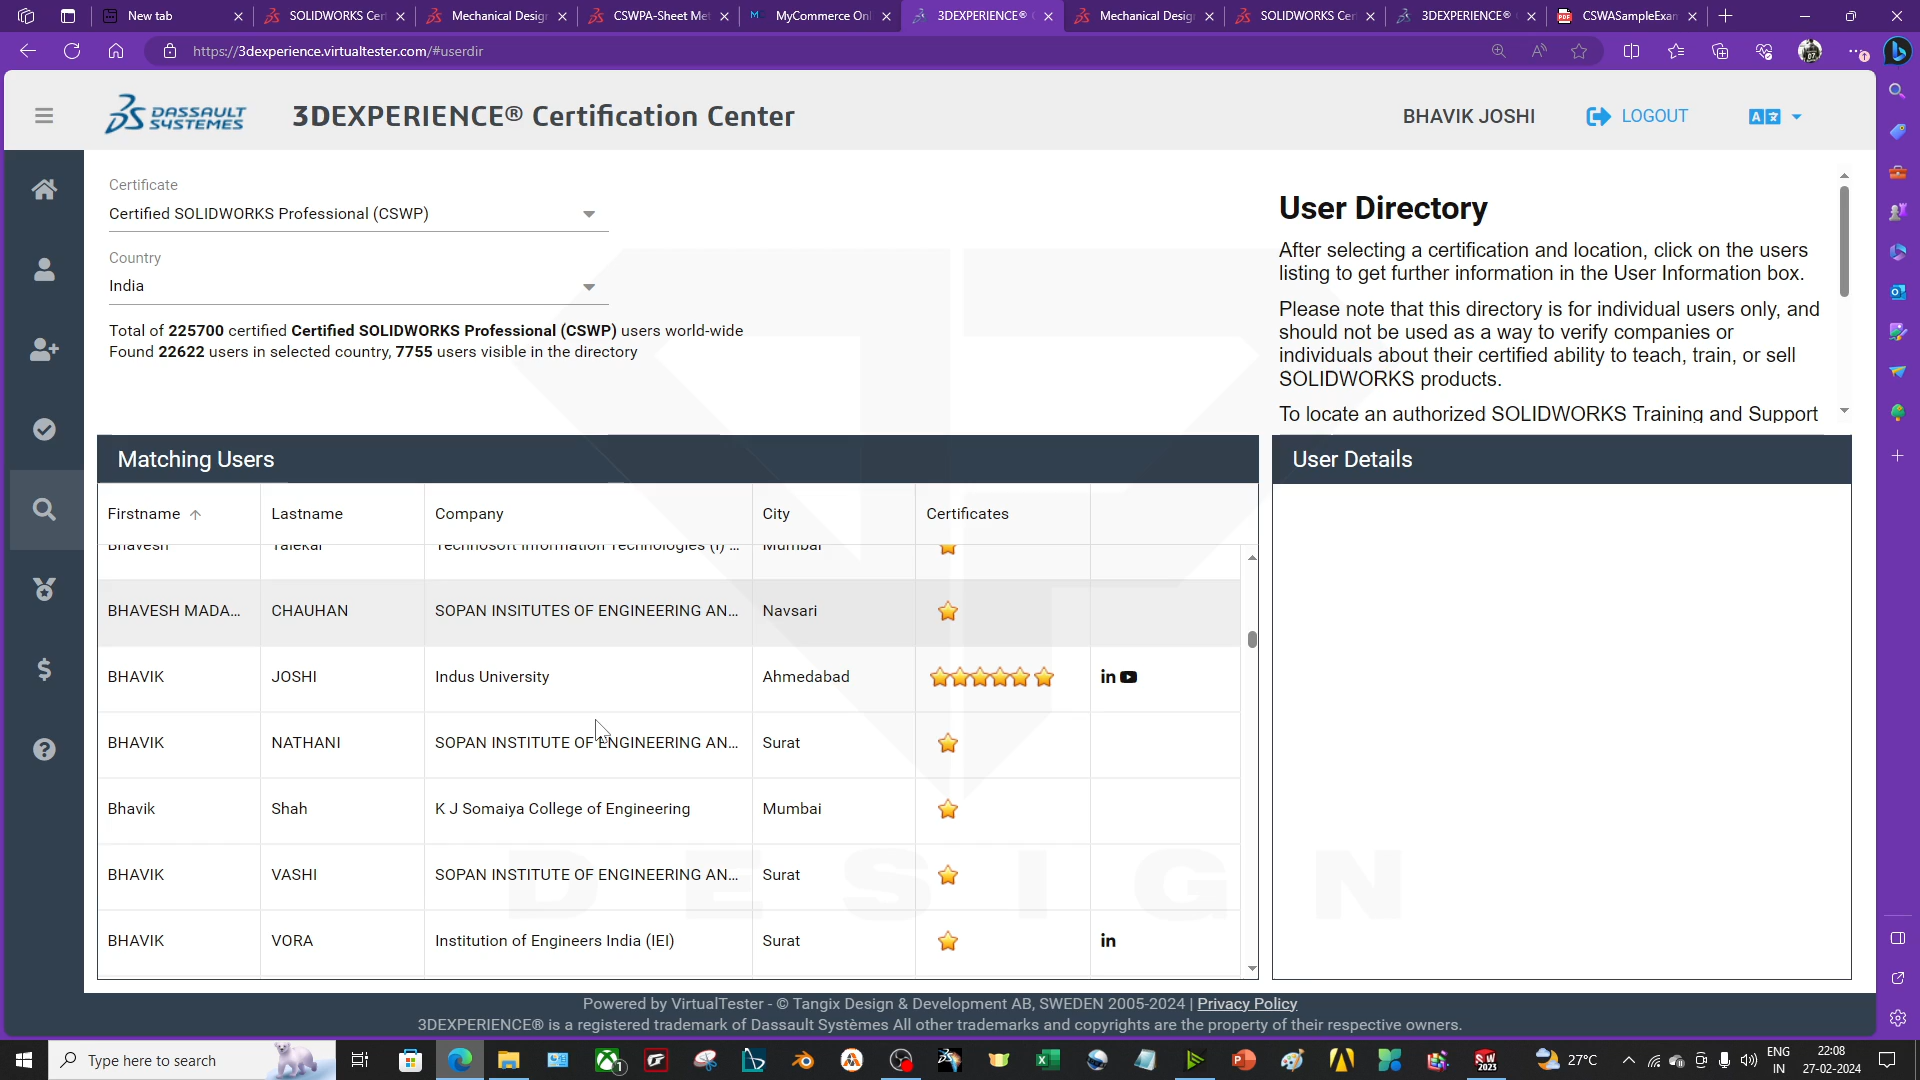 New tab
SOLIDWORKS Cer
Mechanical Desig
CSWPA-Sheet Me
MyCommerce Onl
3DEXPERIENCE®
Mechanical Desig
SOLIDWORKS Cer
3DEXPERIENCE®
CSWASampleExam
https://3dexperience.virtualtester.com/#userdir
DASSAULT SYSTEMES
3DEXPERIENCE® Certification Center
BHAVIK JOSHI
LOGOUT
Certificate
Certified SOLIDWORKS Professional (CSWP)
Country
India
Total of 225700 certified Certified SOLIDWORKS Professional (CSWP) users world-wide
Found 22622 users in selected country, 7755 users visible in the directory
User Directory
After selecting a certification and location, click on the users
listing to get further information in the User Information box.
Please note that this directory is for individual users only, and
should not be used as a way to verify companies or
individuals about their certified ability to teach, train, or sell
SOLIDWORKS products.
To locate an authorized SOLIDWORKS Training and Support
Matching Users
Firstname Lastname Company City Certificates
Bhavesh Talekar Technosoft Information Technologies (I) ... Mumbai
BHAVESH MADA... CHAUHAN SOPAN INSITUTES OF ENGINEERING AN... Navsari
BHAVIK JOSHI Indus University Ahmedabad in
BHAVIK NATHANI SOPAN INSTITUTE OF ENGINEERING AN... Surat
Bhavik Shah K J Somaiya College of Engineering Mumbai
BHAVIK VASHI SOPAN INSTITUTE OF ENGINEERING AN... Surat
BHAVIK VORA Institution of Engineers India (IEI) Surat in
User Details
DESIGN
Powered by VirtualTester - © Tangix Design & Development AB, SWEDEN 2005-2024 | Privacy Policy
3DEXPERIENCE® is a registered trademark of Dassault Systèmes All other trademarks and copyrights are the property of their respective owners.
Type here to search
27°C
ENG
IN
22:08
27-02-2024